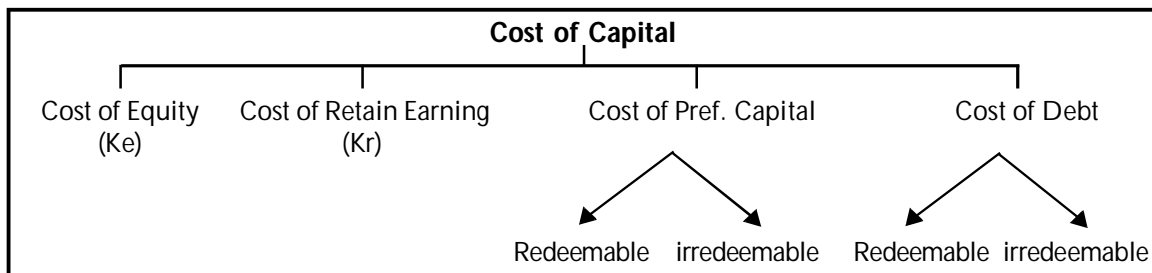 Cost of Capital
Cost of Equity Cost of Retain Earning Cost of Pref. Capital Cost of Debt
(Ke) (Kr)
Redeemable irredeemable Redeemable irredeemable